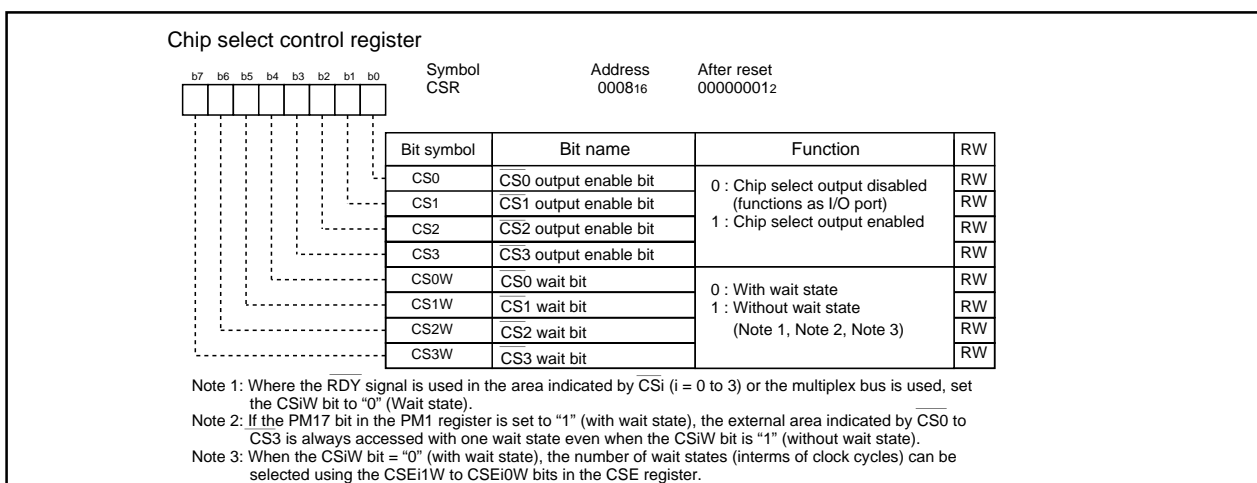 Chip select control register
b7 b6 b5 b4 b3 b2 b1 b0
Symbol Address After reset
CSR 000816 000000012
Bit symbol Bit name Function RW
CS0 CS0 output enable bit 0 : Chip select output disabled RW
CS1 CS1 output enable bit (functions as I/O port) RW
CS2 CS2 output enable bit 1 : Chip select output enabled RW
CS3 CS3 output enable bit RW
CS0W CS0 wait bit 0 : With wait state RW
CS1W CS1 wait bit 1 : Without wait state RW
CS2W CS2 wait bit (Note 1, Note 2, Note 3) RW
CS3W CS3 wait bit RW
Note 1: Where the RDY signal is used in the area indicated by CSi (i = 0 to 3) or the multiplex bus is used, set
the CSiW bit to “0” (Wait state).
Note 2: If the PM17 bit in the PM1 register is set to “1” (with wait state), the external area indicated by CS0 to
CS3 is always accessed with one wait state even when the CSiW bit is “1” (without wait state).
Note 3: When the CSiW bit = “0” (with wait state), the number of wait states (interms of clock cycles) can be
selected using the CSEi1W to CSEi0W bits in the CSE register.